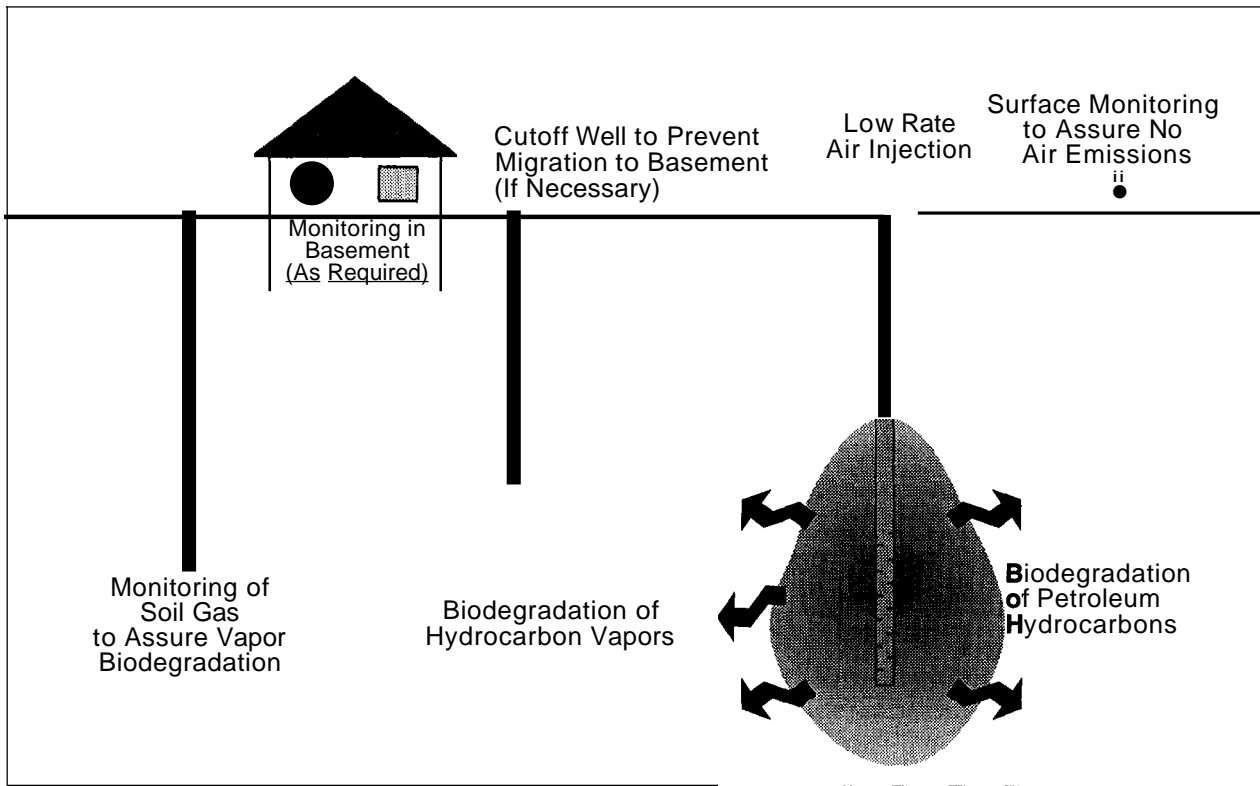 Cutoff Well to Prevent
Migration to Basement
(If Necessary)
Low Rate
Air Injection
Surface Monitoring
to Assure No
Air Emissions
Monitoring in
Basement
(As Required)
Monitoring of
Soil Gas
to Assure Vapor
Biodegradation
Biodegradation of
Hydrocarbon Vapors
Biodegradation
of Petroleum
Hydrocarbons